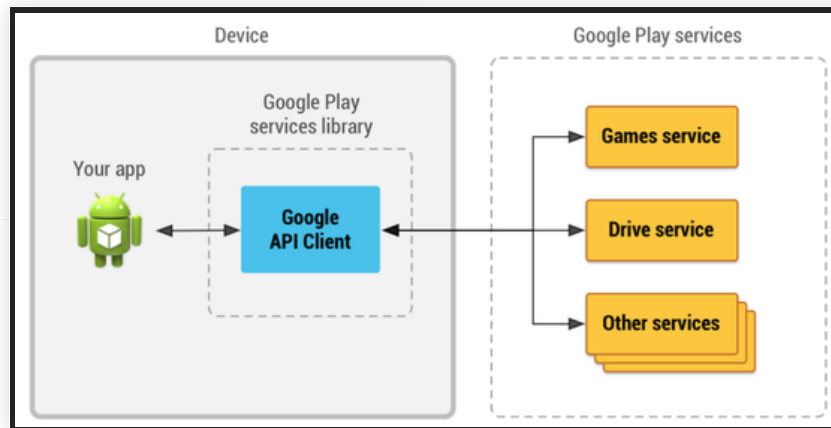 Device
Google Play services
Google Play
services library
Your app
Google
API Client
Games service
Drive service
Other services